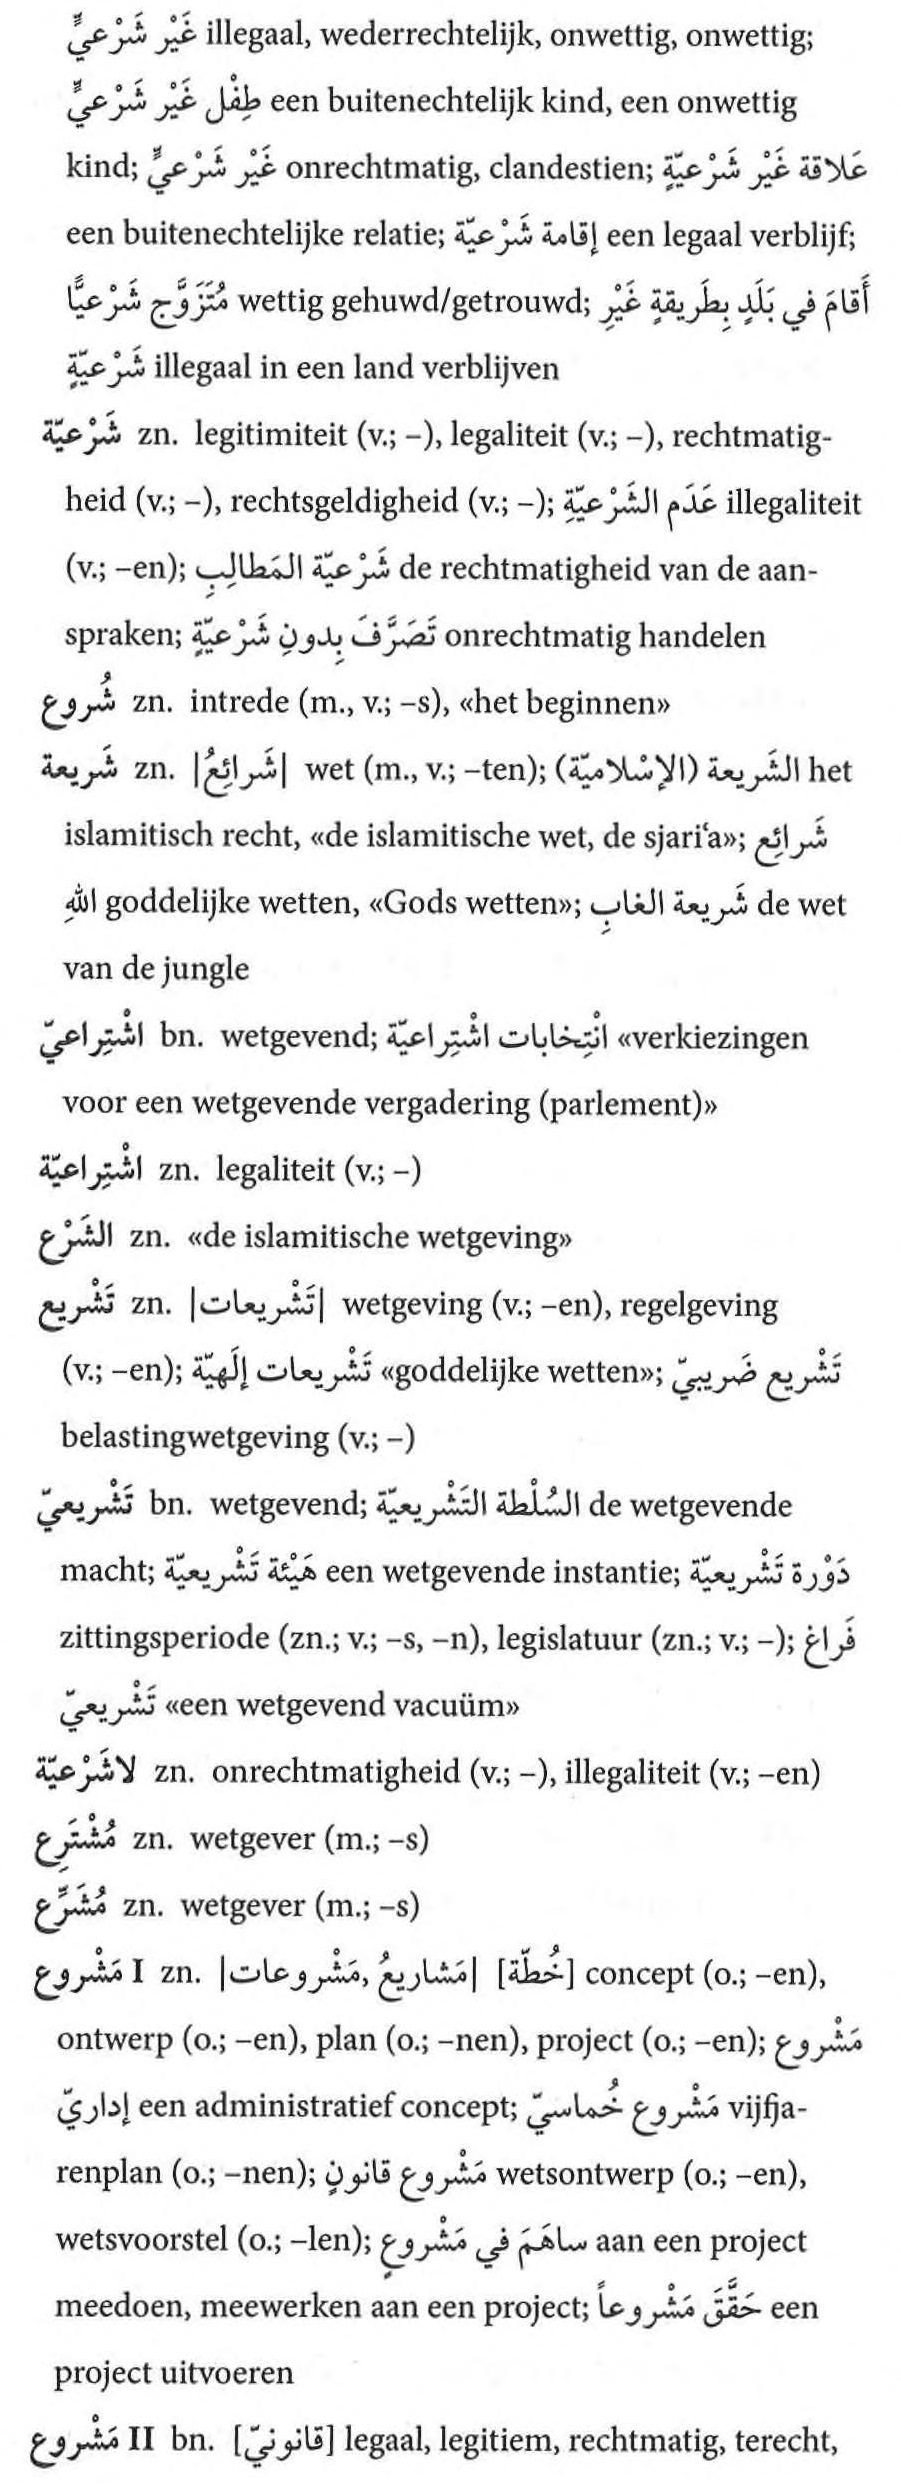 غَيْر شَرْعيٍّ illegaal, wederrechtelijk, onwettig, onwettig;
طِفْل غَيْر شَرْعيٍّ een buitenechtelijk kind, een onwettig
kind; غَيْر شَرْعيٍّ onrechtmatig, clandestien; عَلاقة غَيْر شَرْعيّةٍ
een buitenechtelijke relatie; إقامة شَرْعيّة een legaal verblijf;
مُتَزَوَّج شَرْعيًّا wettig gehuwd/getrouwd; أَقامَ في بَلَدٍ بِطَريقةٍ غَيْرِ
شَرْعيّةٍ illegaal in een land verblijven
شَرْعيّة zn. legitimiteit (v.; –), legaliteit (v.; –), rechtmatig-
heid (v.; –), rechtsgeldigheid (v.; –); عَدَم الشَرْعيّةِ illegaliteit
(v.; –en); شَرْعيّة المَطالِبِ de rechtmatigheid van de aan-
spraken; تَصَرَّفَ بِدونِ شَرْعيّةٍ onrechtmatig handelen
شُروع zn. intrede (m., v.; –s), «het beginnen»
شَريعة zn. |شَرائِعُ| wet (m., v.; –ten); الشَريعة (الإسْلاميّة) het
islamitisch recht, «de islamitische wet, de sjari‘a»; شَرائِع
اللهِ goddelijke wetten, «Gods wetten»; شَريعة الغابِ de wet
van de jungle
اشْتِراعيّ bn. wetgevend; انْتِخابات اشْتِراعيّة «verkiezingen
voor een wetgevende vergadering (parlement)»
اشْتِراعيّة zn. legaliteit (v.; –)
الشَرْع zn. «de islamitische wetgeving»
تَشْريع zn. |تَشْريعات| wetgeving (v.; –en), regelgeving
(v.; –en); تَشْريعات إلَهيّة «goddelijke wetten»; تَشْريع ضَريبيّ
belastingwetgeving (v.; –)
تَشْريعيّ bn. wetgevend; السُلْطة التَشْريعيّة de wetgevende
macht; هَيْئة تَشْريعيّة een wetgevende instantie; دَوْرة تَشْريعيّة
zittingsperiode (zn.; v.; –s, –n), legislatuur (zn.; v.; –); فَراغ
تَشْريعيّ «een wetgevend vacuüm»
لاشَرْعيّة zn. onrechtmatigheid (v.; –), illegaliteit (v.; –en)
مُشْتَرِع zn. wetgever (m.; –s)
مُشَرِّع zn. wetgever (m.; –s)
مَشْروع I zn. |مَشاريعُ, مَشْروعات| [خُطّة] concept (o.; –en),
ontwerp (o.; –en), plan (o.; –nen), project (o.; –en); مَشْروع
إداريّ een administratief concept; مَشْروع خُماسيّ vijfja-
renplan (o.; –nen); مَشْروع قانونٍ wetsontwerp (o.; –en),
wetsvoorstel (o.; –len); ساهَمَ في مَشْروعٍ aan een project
meedoen, meewerken aan een project; حَقَّقَ مَشْروعاً een
project uitvoeren
مَشْروع II bn. [قانونيّ] legaal, legitiem, rechtmatig, terecht,